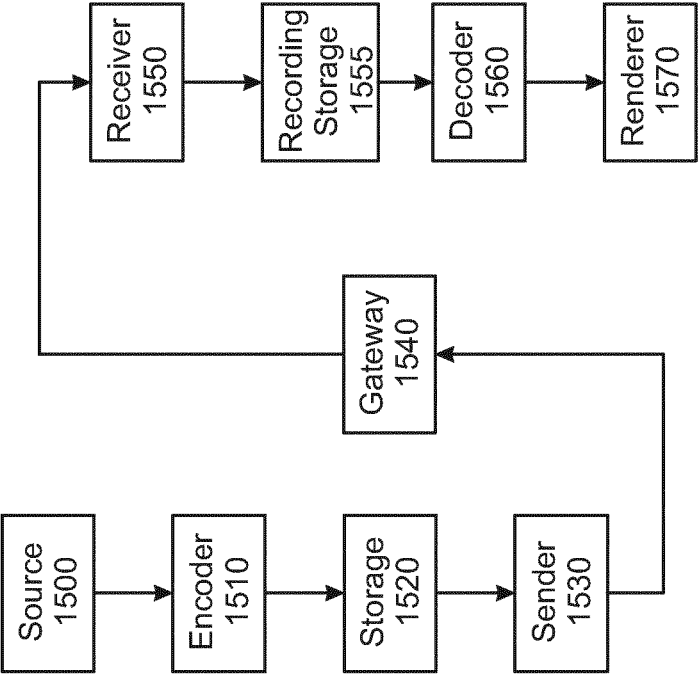 Source
1500
Encoder
1510
Storage
1520
Sender
1530
Gateway
1540
Receiver
1550
Recording
Storage
1555
Decoder
1560
Renderer
1570